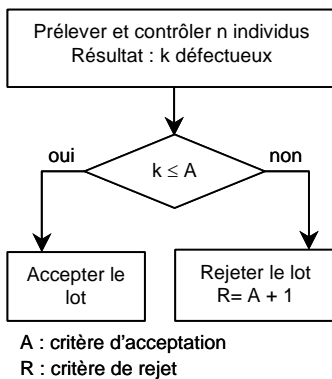 Prélever et contrôler n individus
Résultat : k défectueux
oui
non
k ≤ A
Accepter le
lot
Rejeter le lot
R= A + 1
A : critère d'acceptation
R : critère de rejet